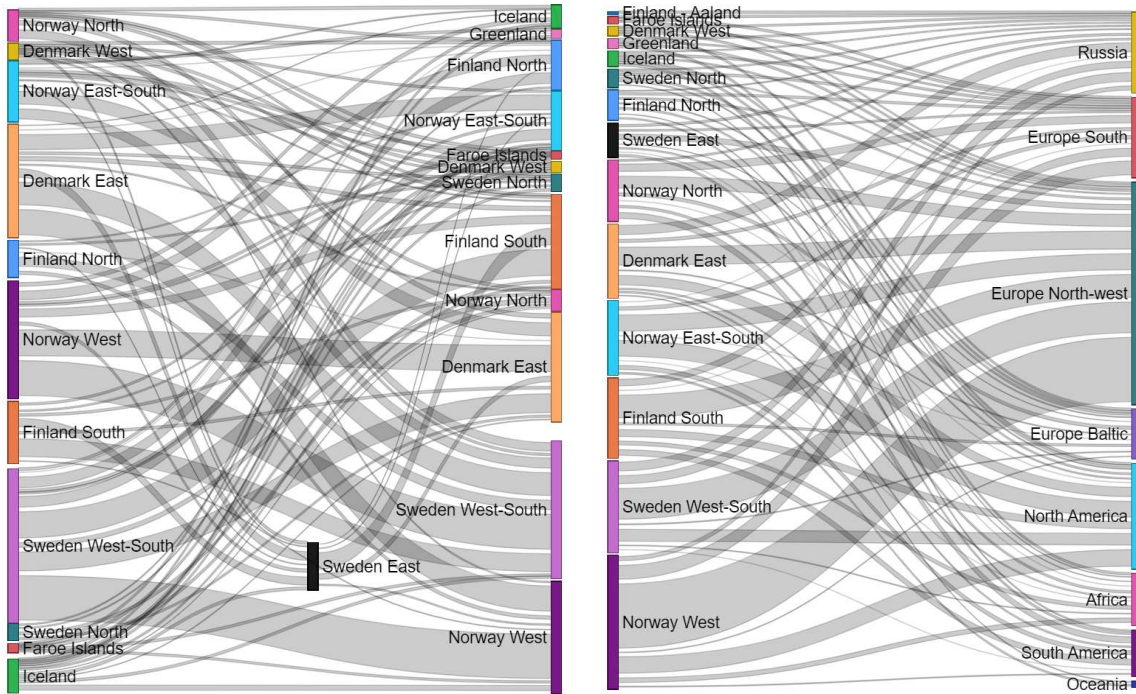 Norway North
Denmark West
Norway East-South
Denmark East
Finland North
Norway West
Finland South
Sweden West-South
Sweden North
Faroe Islands
Iceland
Sweden East
Iceland
Greenland
Finland North
Norway East-South
Faroe Islands
Denmark West
Sweden North
Finland South
Norway North
Denmark East
Sweden West-South
Norway West
Finland - Aaland
Faroe Islands
Denmark West
Greenland
Iceland
Sweden North
Finland North
Sweden East
Norway North
Denmark East
Norway East-South
Finland South
Sweden West-South
Norway West
Russia
Europe South
Europe North-west
Europe Baltic
North America
Africa
South America
Oceania